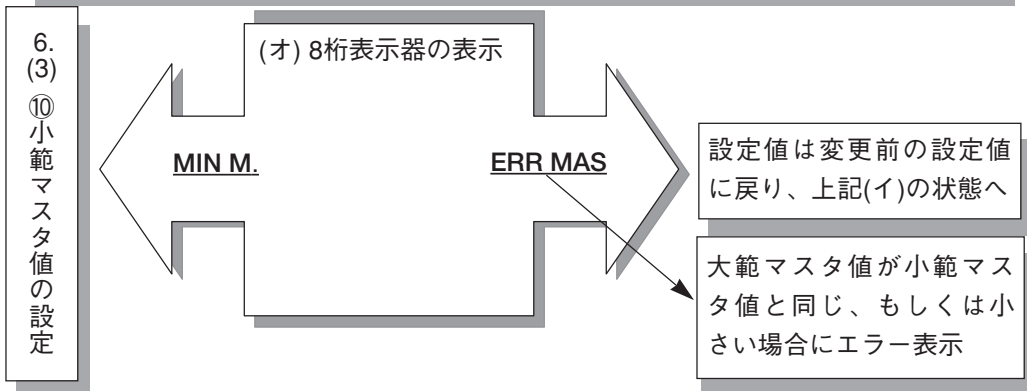 6.
(3)
⑩小範マスタ値の設定
(オ) 8桁表示器の表示
MIN M.
ERR MAS
設定値は変更前の設定値
に戻り、上記(イ)の状態へ
大範マスタ値が小範マス
タ値と同じ、もしくは小
さい場合にエラー表示